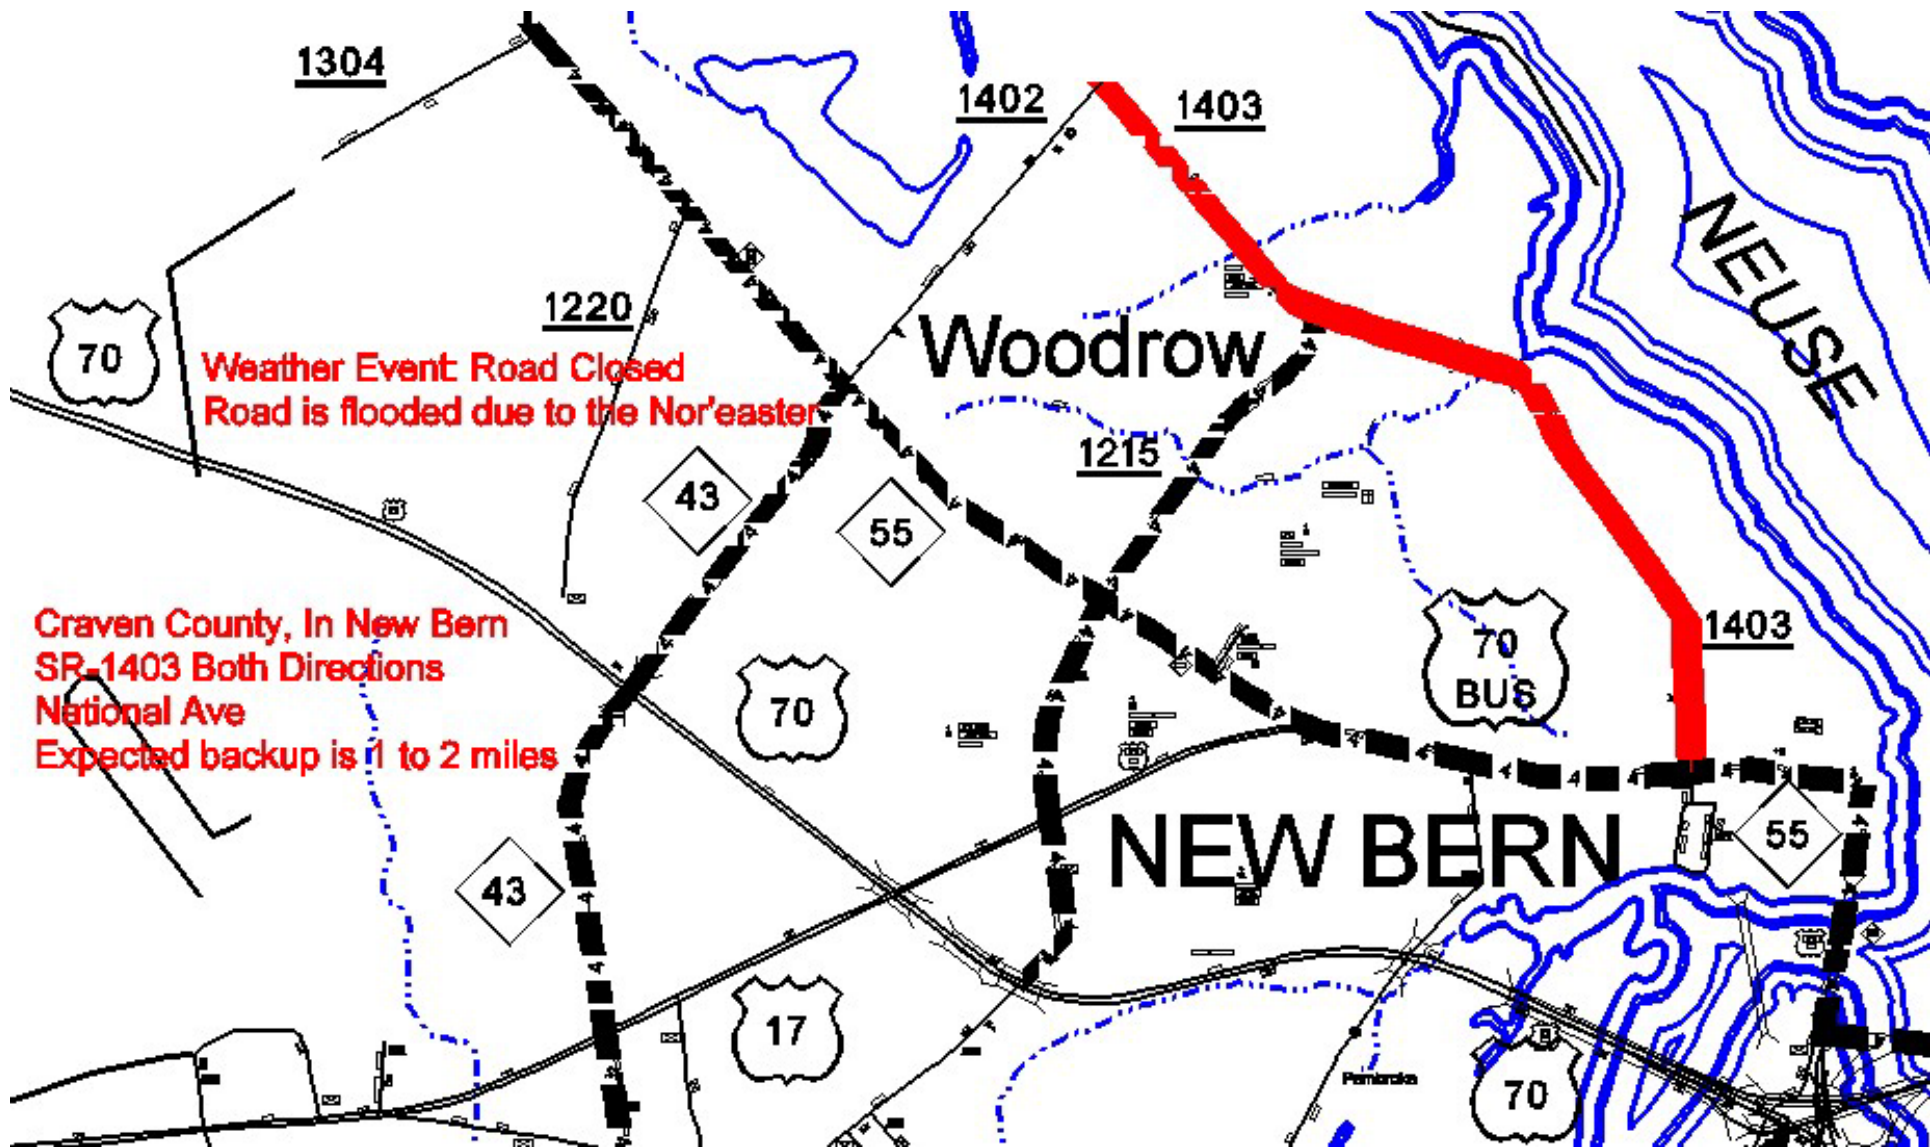 1304
1402
1403
NEUSE
1220
Woodrow
70
Weather Event: Road Closed
Road is flooded due to the Nor'easter
1215
43
55
Craven County, In New Bern
SR-1403 Both Directions
National Ave
Expected backup is 1 to 2 miles
70
70
BUS
1403
NEW BERN
55
43
17
70
Pembroke